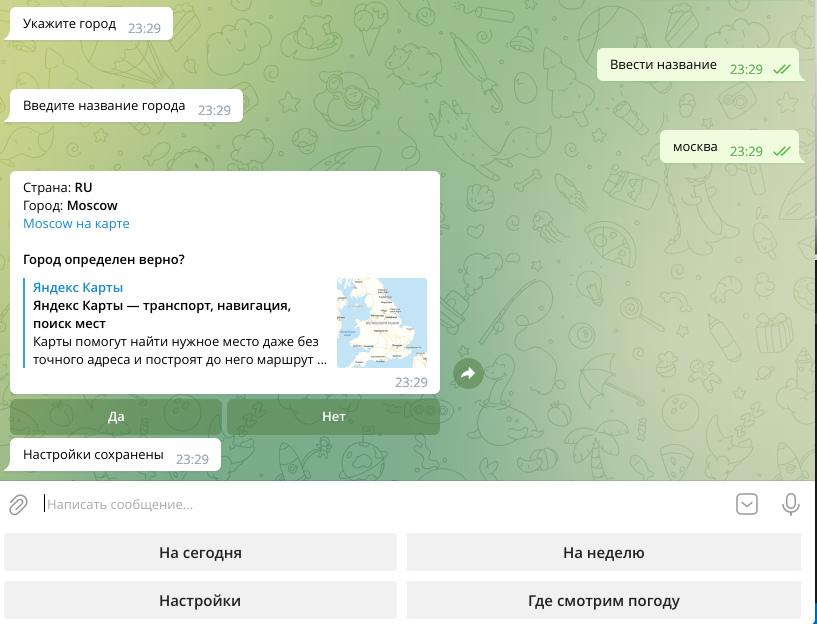 Укажите город 23:29
Ввести название 23:29
Введите название города 23:29
москва 23:29
Страна: RU
Город: Moscow
Moscow на карте
Город определен верно?
Яндекс Карты
Яндекс Карты — транспорт, навигация,
поиск мест
Карты помогут найти нужное место даже без
точного адреса и построят до него маршрут ...
23:29
Да
Нет
Настройки сохранены 23:29
Написать сообщение...
На сегодня
На неделю
Настройки
Где смотрим погоду